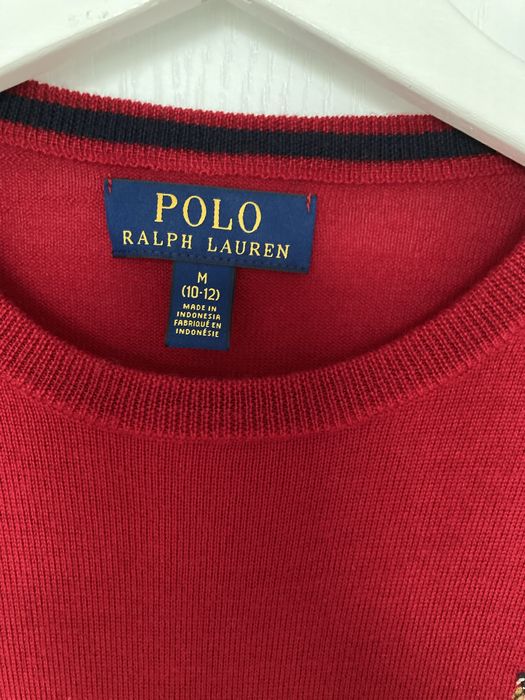 POLO
RALPH LAUREN
M
(10-12)
MADE IN
INDONESIA
FABRIQUÉ EN
INDONÉSIE